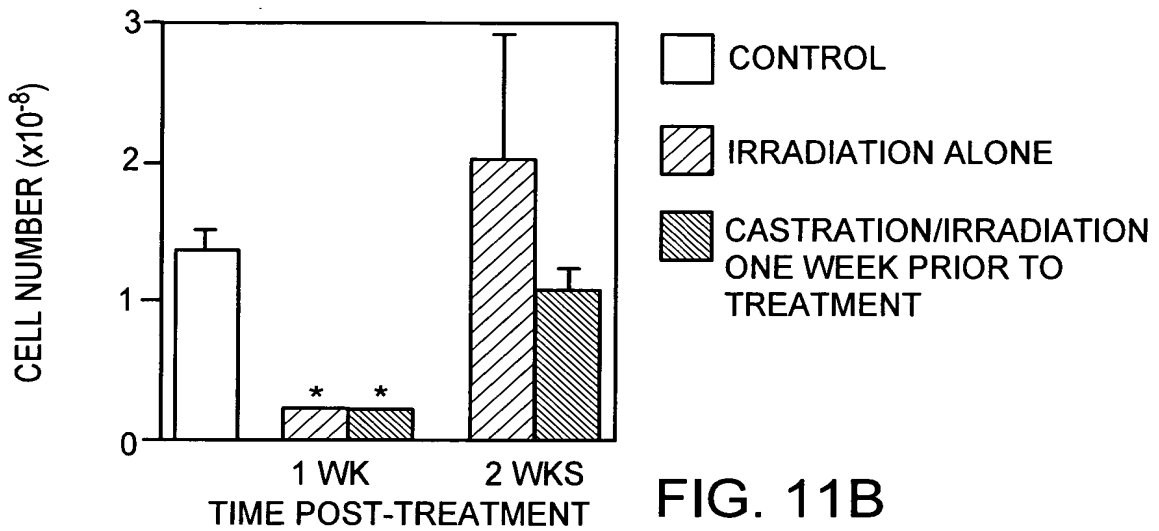 3
2
1
0
CELL NUMBER (x10⁻⁸)
* *
1 WK 2 WKS
TIME POST-TREATMENT
CONTROL
IRRADIATION ALONE
CASTRATION/IRRADIATION
ONE WEEK PRIOR TO
TREATMENT
FIG. 11B